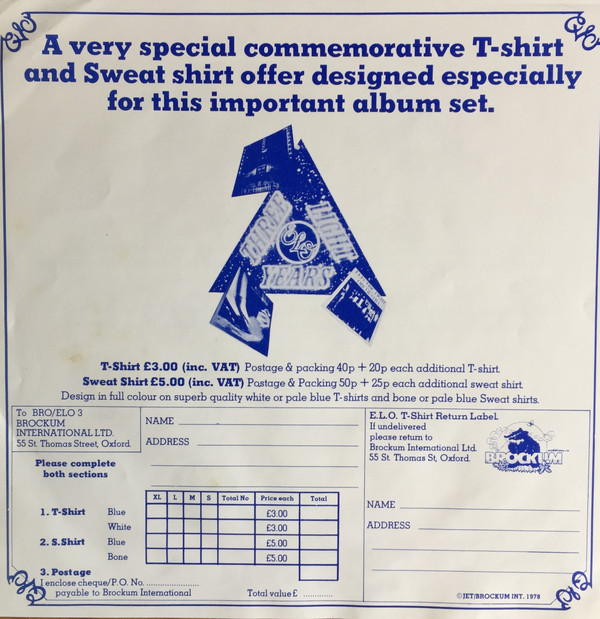 A very special commemorative T-shirt
and Sweat shirt offer designed especially
for this important album set.
THREE LIGHT
YEARS
T-Shirt £3.00 (inc. VAT) Postage & packing 40p + 20p each additional T-shirt
Sweat Shirt £5.00 (inc. VAT) Postage & Packing 50p + 25p each additional sweat shirt
Design in full colour on superb quality white or pale blue T-shirts and bone or pale blue Sweat shirts.
To BRO/ELO 3
BROCKUM
INTERNATIONAL LTD.
55 St. Thomas Street, Oxford.
Please complete
both sections
NAME
ADDRESS
XL L M S Total No Price each Total
1. T-Shirt Blue £3.00
White £3.00
2. S.Shirt Blue £5.00
Bone £5.00
3. Postage
I enclose cheque/P.O. No. ..................
payable to Brockum International Total value £ ............
E.L.O. T-Shirt Return Label.
If undelivered
please return to
Brockum International Ltd.
55 St. Thomas St, Oxford.
BROCKUM
NAME
ADDRESS
© JET/BROCKUM INT. 1978